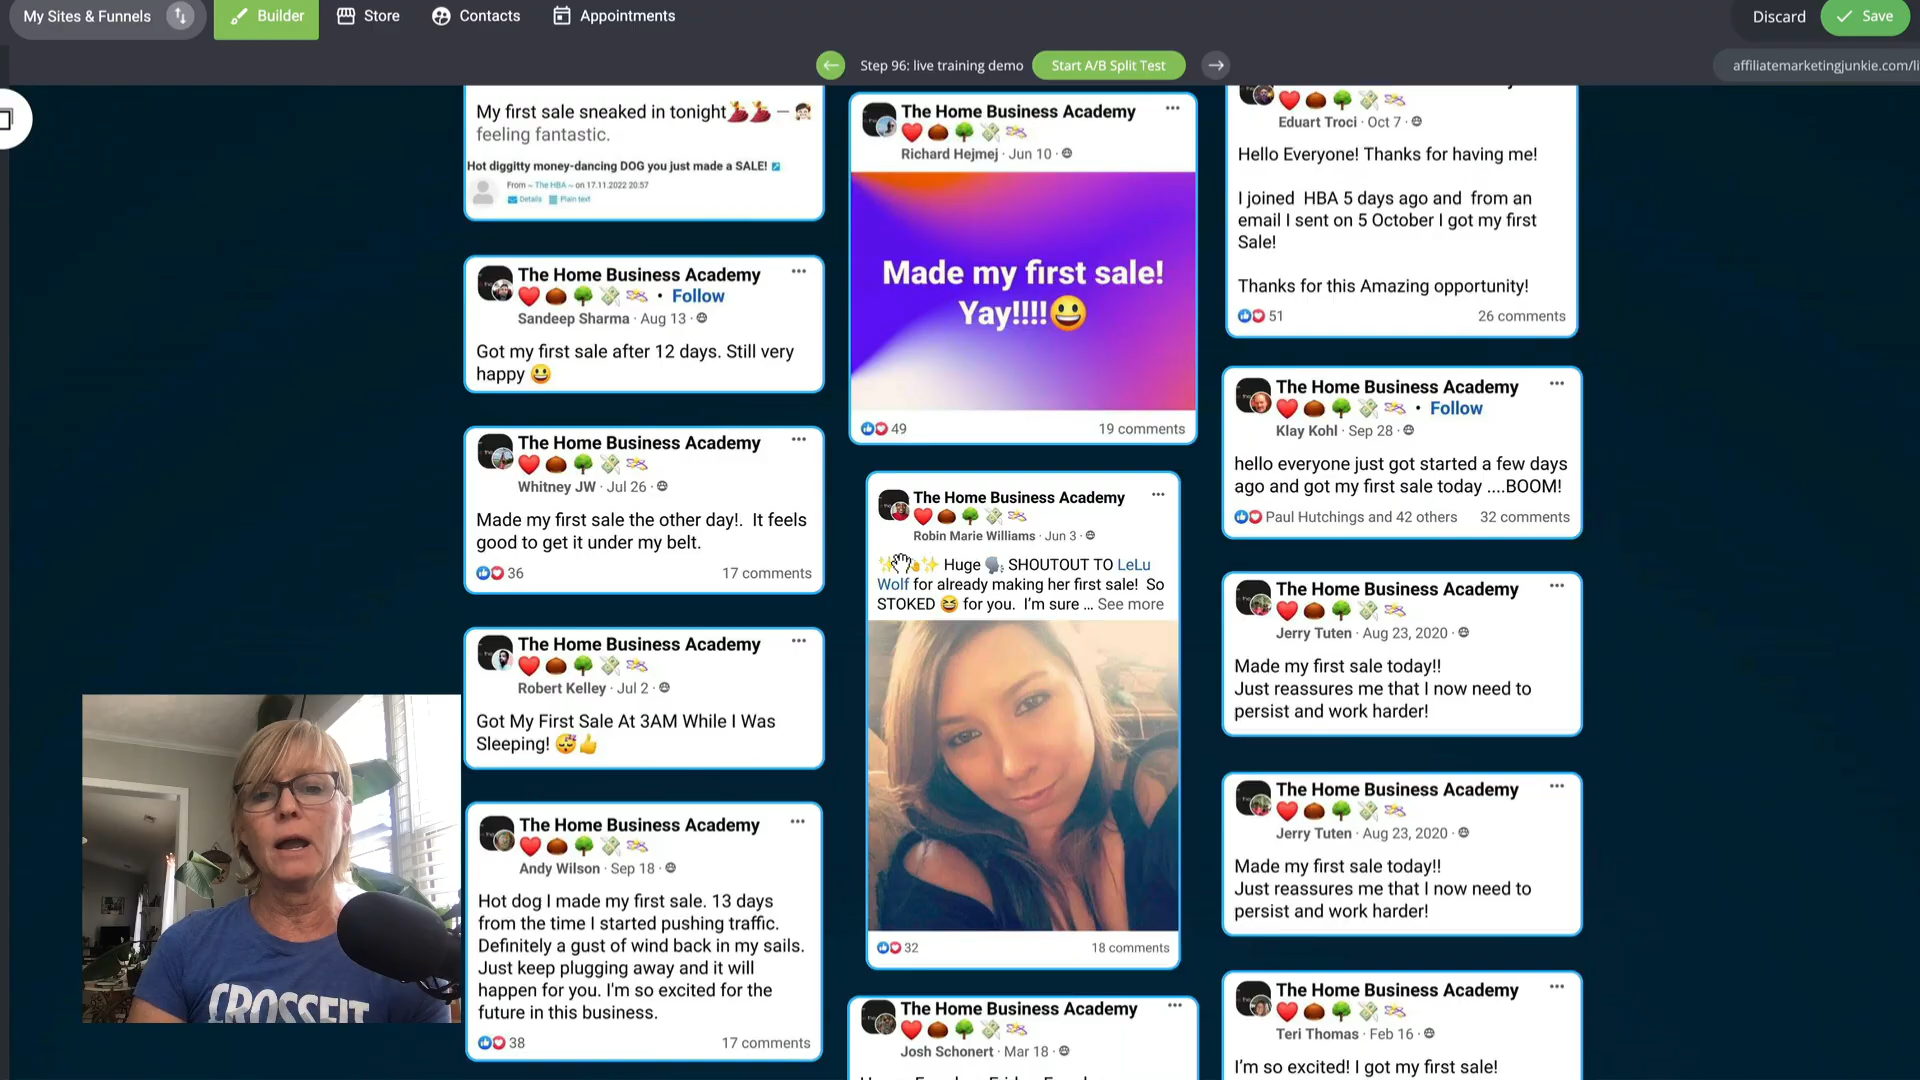 My Sites & Funnels
Builder
Store
Contacts
Appointments
Discard
Save
Step 96: live training demo
Start A/B Split Test
affiliatemarketingjunkie.com/li
My first sale sneaked in tonight —
feeling fantastic.
Hot diggitty money-dancing DOG you just made a SALE!
From ~ The HBA ~ on 17.11.2022 20:57
Details Plain text
The Home Business Academy
• Follow
Sandeep Sharma · Aug 13 ·
Got my first sale after 12 days. Still very
happy 😀
The Home Business Academy
Whitney JW · Jul 26 ·
Made my first sale the other day!. It feels
good to get it under my belt.
36 17 comments
The Home Business Academy
Robert Kelley · Jul 2 ·
Got My First Sale At 3AM While I Was
Sleeping! 😴👍
The Home Business Academy
Andy Wilson · Sep 18 ·
Hot dog I made my first sale. 13 days
from the time I started pushing traffic.
Definitely a gust of wind back in my sails.
Just keep plugging away and it will
happen for you. I'm so excited for the
future in this business.
38 17 comments
The Home Business Academy
Richard Hejmej · Jun 10 ·
Made my first sale!
Yay!!!!😀
49 19 comments
The Home Business Academy
Robin Marie Williams · Jun 3 ·
Huge SHOUTOUT TO LeLu
Wolf for already making her first sale! So
STOKED 😆 for you. I'm sure ... See more
32 18 comments
The Home Business Academy
Josh Schonert · Mar 18 ·
Eduart Troci · Oct 7 ·
Hello Everyone! Thanks for having me!
I joined HBA 5 days ago and from an
email I sent on 5 October I got my first
Sale!
Thanks for this Amazing opportunity!
51 26 comments
The Home Business Academy
• Follow
Klay Kohl · Sep 28 ·
hello everyone just got started a few days
ago and got my first sale today ....BOOM!
Paul Hutchings and 42 others 32 comments
The Home Business Academy
Jerry Tuten · Aug 23, 2020 ·
Made my first sale today!!
Just reassures me that I now need to
persist and work harder!
The Home Business Academy
Jerry Tuten · Aug 23, 2020 ·
Made my first sale today!!
Just reassures me that I now need to
persist and work harder!
The Home Business Academy
Teri Thomas · Feb 16 ·
I'm so excited! I got my first sale!
CROSSFIT